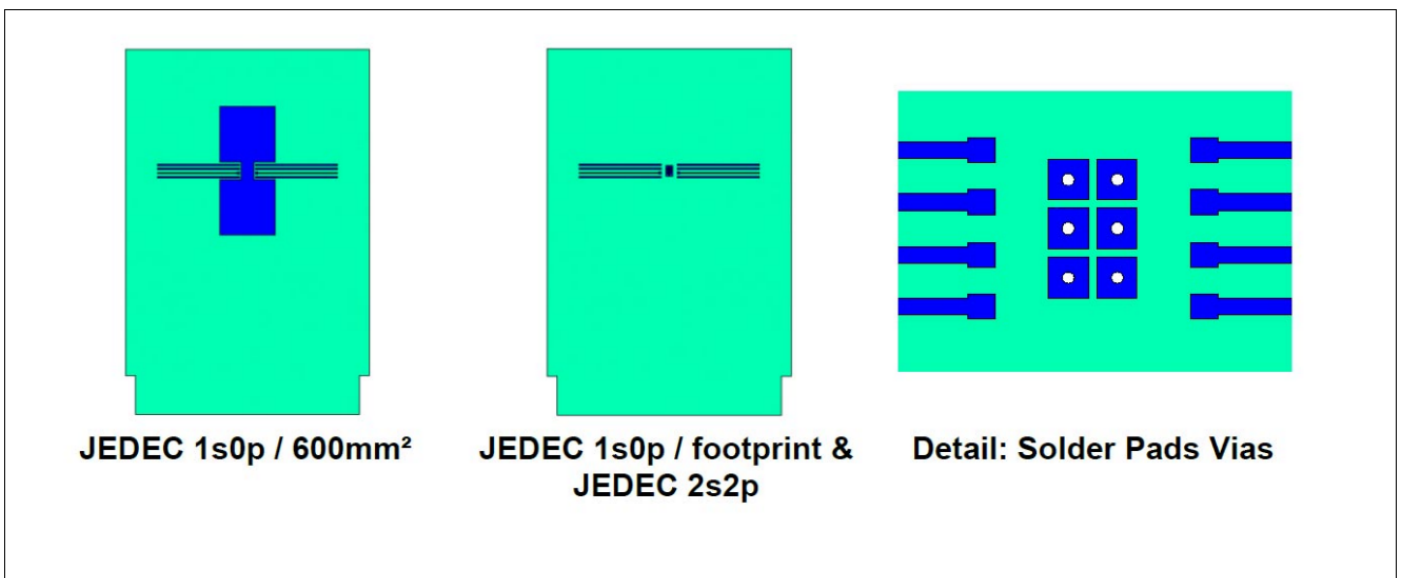 JEDEC 1s0p / 600mm²
JEDEC 1s0p / footprint &
JEDEC 2s2p
Detail: Solder Pads Vias